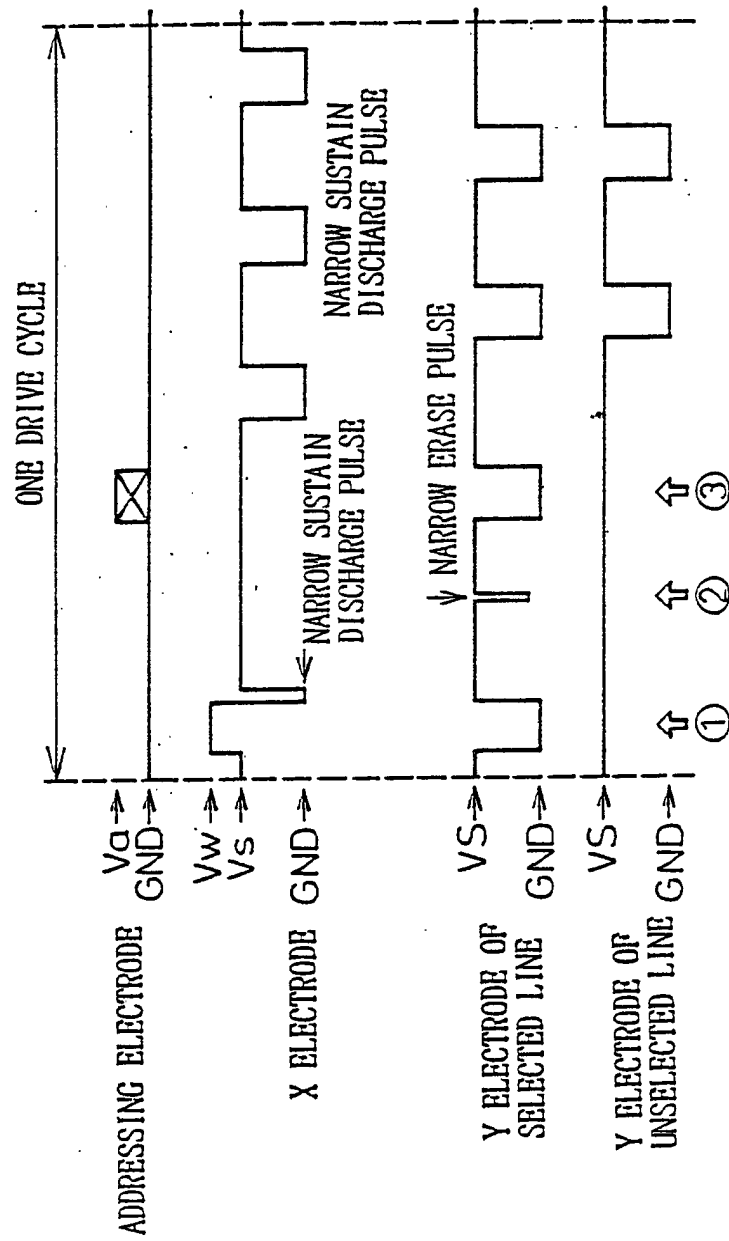 ONE DRIVE CYCLE
ADDRESSING ELECTRODE
Va
GND
X ELECTRODE
Vw
Vs
GND
NARROW SUSTAIN
DISCHARGE PULSE
NARROW SUSTAIN
DISCHARGE PULSE
Y ELECTRODE OF
SELECTED LINE
VS
GND
NARROW ERASE PULSE
Y ELECTRODE OF
UNSELECTED LINE
VS
GND
①
②
③